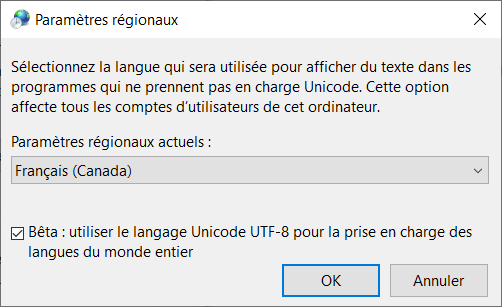 Paramètres régionaux
Sélectionnez la langue qui sera utilisée pour afficher du texte dans les
programmes qui ne prennent pas en charge Unicode. Cette option
affecte tous les comptes d'utilisateurs de cet ordinateur.
Paramètres régionaux actuels :
Français (Canada)
Bêta : utiliser le langage Unicode UTF-8 pour la prise en charge des
langues du monde entier
OK
Annuler